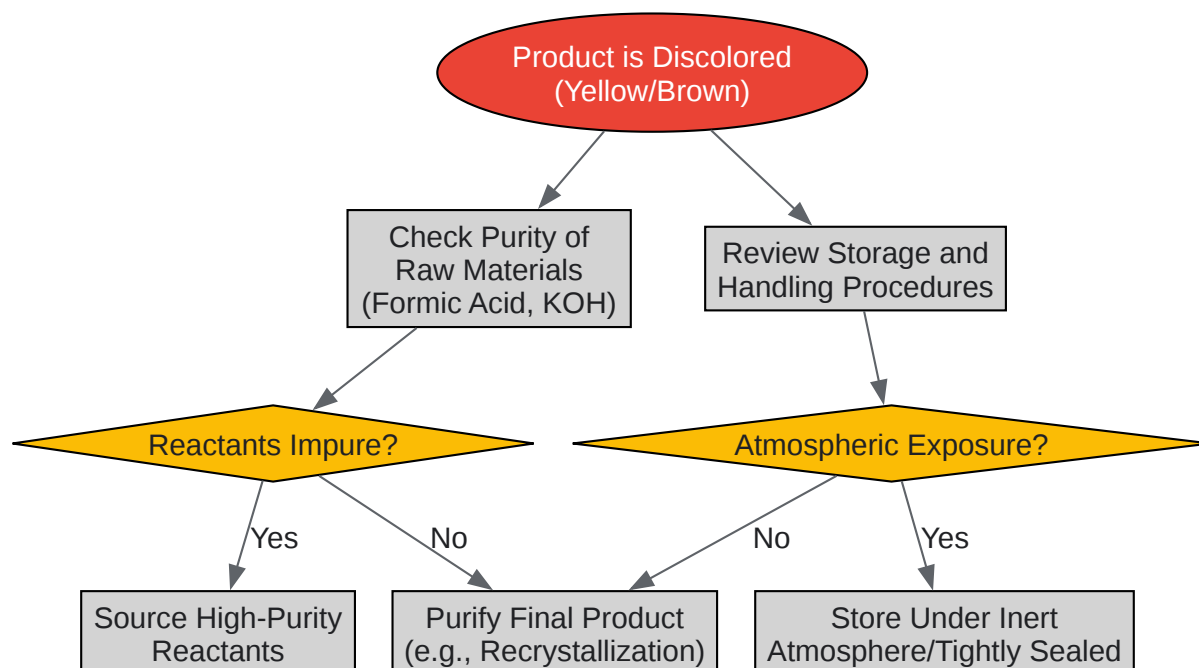 Product is Discolored
(Yellow/Brown)
Check Purity of
Raw Materials
(Formic Acid, KOH)
Review Storage and
Handling Procedures
Reactants Impure?
Atmospheric Exposure?
Yes
No
No
Yes
Source High-Purity
Reactants
Purify Final Product
(e.g., Recrystallization)
Store Under Inert
Atmosphere/Tightly Sealed